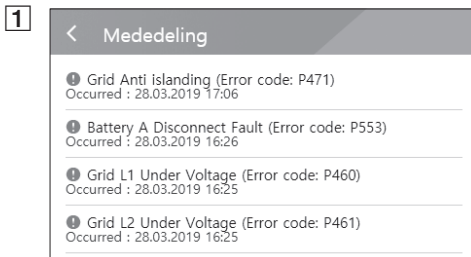 1
Mededeling
Grid Anti islanding (Error code: P471)
Occurred : 28.03.2019 17:06
Battery A Disconnect Fault (Error code: P553)
Occurred : 28.03.2019 16:26
Grid L1 Under Voltage (Error code: P460)
Occurred : 28.03.2019 16:25
Grid L2 Under Voltage (Error code: P461)
Occurred : 28.03.2019 16:25